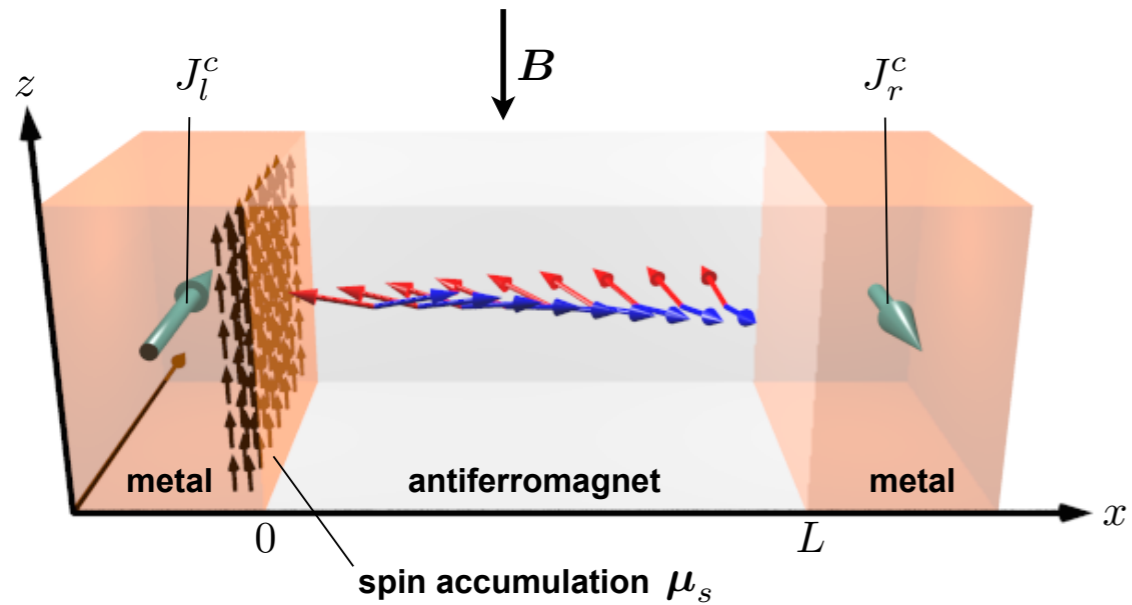 B
J_l^c
J_r^c
z
metal
antiferromagnet
metal
x
0
L
spin accumulation μ_s